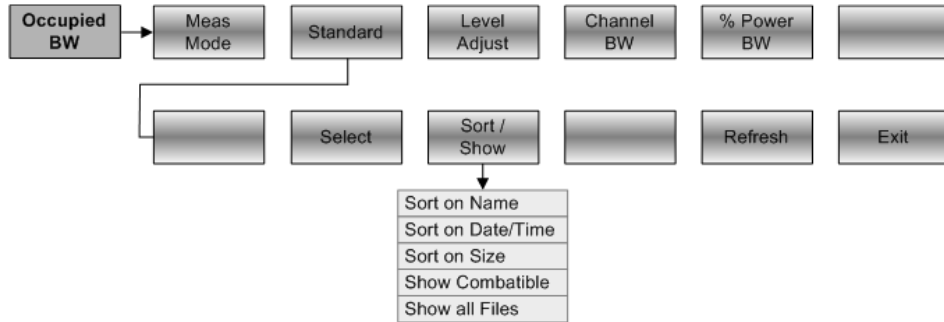 Occupied
BW
Meas
Mode
Standard
Level
Adjust
Channel
BW
% Power
BW
Select
Sort /
Show
Refresh
Exit
Sort on Name
Sort on Date/Time
Sort on Size
Show Combatible
Show all Files